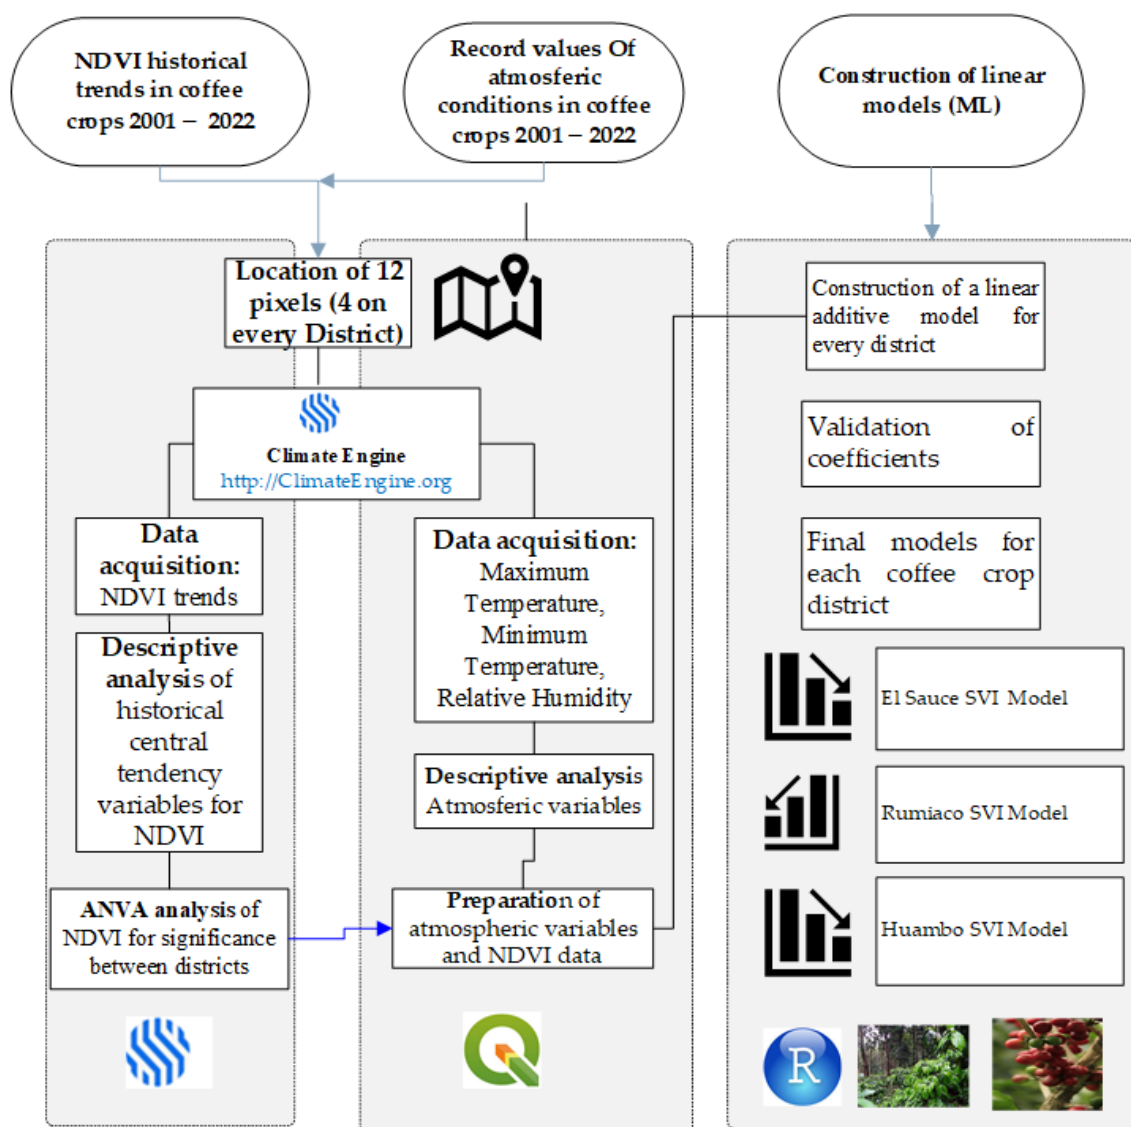 NDVI historical
trends in coffee
crops 2001 – 2022
Record values Of
atmosferic
conditions in coffee
crops 2001 – 2022
Construction of linear
models (ML)
Location of 12
pixels (4 on
every District)
Climate Engine
http://ClimateEngine.org
Data
acquisition:
NDVI trends
Descriptive
analysis of
historical
central
tendency
variables for
NDVI
ANVA analysis of
NDVI for significance
between districts
Data acquisition:
Maximum
Temperature,
Minimum
Temperature,
Relative Humidity
Descriptive analysis
Atmosferic variables
Preparation of
atmospheric variables
and NDVI data
Construction of a linear
additive model for
every district
Validation of
coefficients
Final models for
each coffee crop
district
El Sauce SVI Model
Rumiaco SVI Model
Huambo SVI Model
R